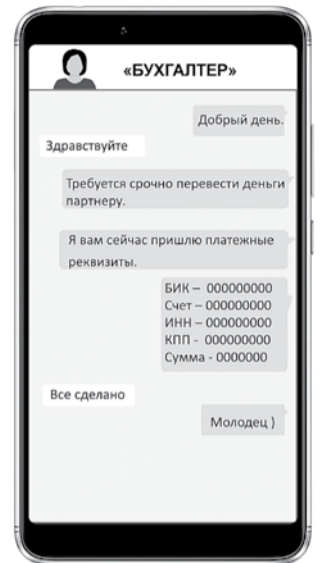 «БУХГАЛТЕР»
Добрый день.
Здравствуйте
Требуется срочно перевести деньги
партнеру.
Я вам сейчас пришлю платежные
реквизиты.
БИК – 000000000
Счет – 000000000
ИНН – 000000000
КПП - 000000000
Сумма - 0000000
Все сделано
Молодец )